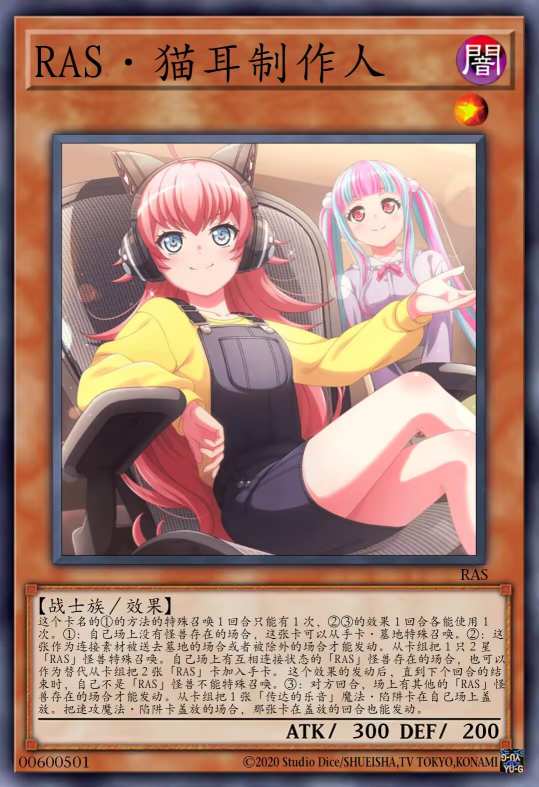 RAS・猫耳制作人
闇
RAS
【战士族／效果】
这个卡名的①的方法的特殊召唤1回合只能有1次，②③的效果1回合各能使用1
次。①：自己场上没有怪兽存在的场合，这张卡可以从手卡・墓地特殊召唤。②：这
张作为连接素材被送去墓地的场合或者被除外的场合才能发动。从卡组把1只2星
「RAS」怪兽特殊召唤。自己场上有互相连接状态的「RAS」怪兽存在的场合，也可以
作为替代从卡组把2张「RAS」卡加入手卡。这个效果的发动后，直到下个回合的结
束时，自己不是「RAS」怪兽不能特殊召唤。③：对方回合，场上有其他的「RAS」怪
兽存在的场合才能发动。从卡组把1张「传达的乐音」魔法・陷阱卡在自己场上盖
放。把速攻魔法・陷阱卡盖放的场合，那张卡在盖放的回合也能发动。
ATK/ 300 DEF/ 200
00600501
©2020 Studio Dice/SHUEISHA,TV TOKYO,KONAMI